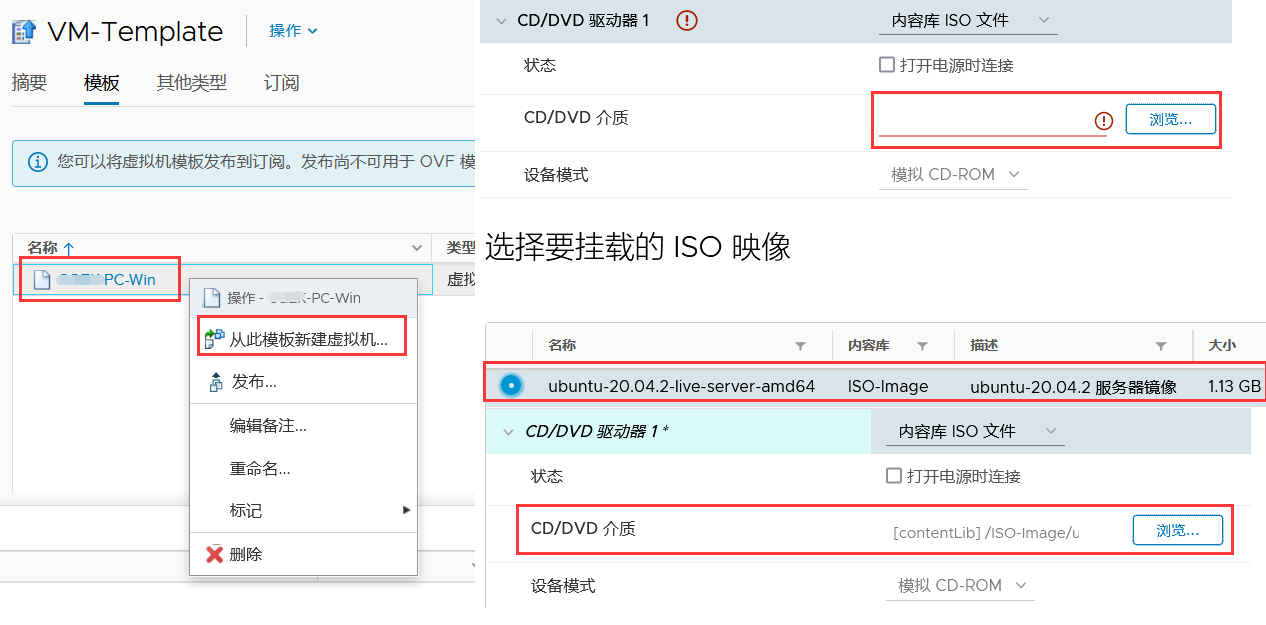 VM-Template
操作
摘要
模板
其他类型
订阅
您可以将虚拟机模板发布到订阅。发布尚不可用于 OVF 模
名称
类型
PC-Win
虚拟
操作 -
-PC-Win
从此模板新建虚拟机...
发布...
编辑备注...
重命名...
标记
删除
CD/DVD 驱动器 1
内容库 ISO 文件
状态
打开电源时连接
CD/DVD 介质
浏览...
设备模式
模拟 CD-ROM
选择要挂载的 ISO 映像
名称
内容库
描述
大小
ubuntu-20.04.2-live-server-amd64
ISO-Image
ubuntu-20.04.2 服务器镜像
1.13 GB
CD/DVD 驱动器 1 *
内容库 ISO 文件
状态
打开电源时连接
CD/DVD 介质
[contentLib] /ISO-Image/u
浏览...
设备模式
模拟 CD-ROM